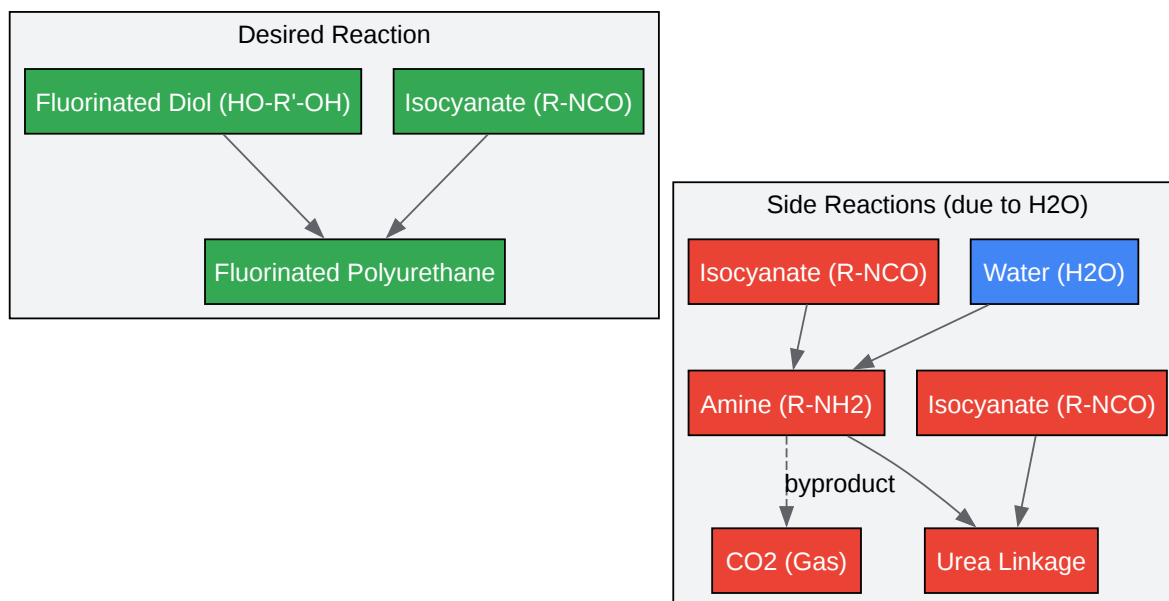 Desired Reaction
Fluorinated Diol (HO-R'-OH)
Isocyanate (R-NCO)
Fluorinated Polyurethane
Side Reactions (due to H2O)
Isocyanate (R-NCO)
Water (H2O)
Amine (R-NH2)
Isocyanate (R-NCO)
byproduct
CO2 (Gas)
Urea Linkage